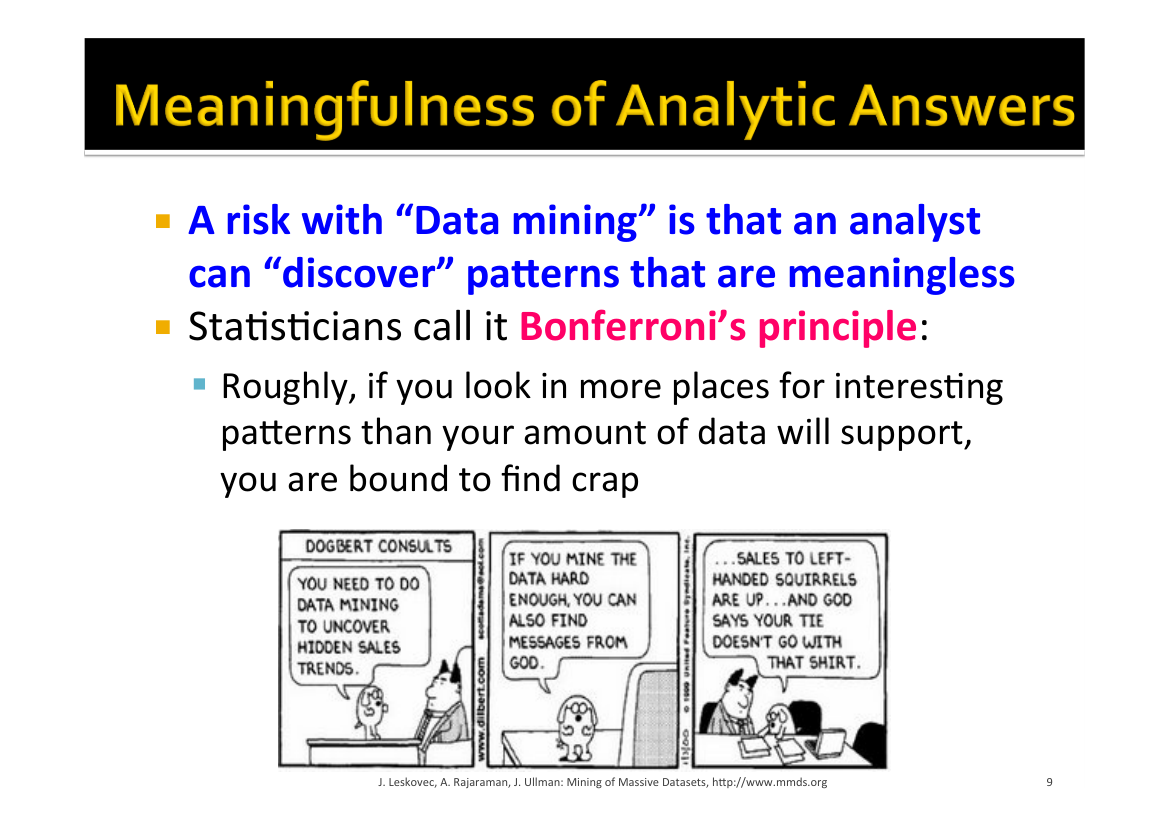 Meaningfulness of Analytic Answers
A risk with “Data mining” is that an analyst
can “discover” patterns that are meaningless
Statisticians call it Bonferroni’s principle:
Roughly, if you look in more places for interesting
patterns than your amount of data will support,
you are bound to find crap
DOGBERT CONSULTS
YOU NEED TO DO
DATA MINING
TO UNCOVER
HIDDEN SALES
TRENDS.
www.dilbert.com
scottadams@aol.com
IF YOU MINE THE
DATA HARD
ENOUGH, YOU CAN
ALSO FIND
MESSAGES FROM
GOD.
© 1999 United Feature Syndicate, Inc.
...SALES TO LEFT-
HANDED SQUIRRELS
ARE UP...AND GOD
SAYS YOUR TIE
DOESN'T GO WITH
THAT SHIRT.
J. Leskovec, A. Rajaraman, J. Ullman: Mining of Massive Datasets, http://www.mmds.org
9